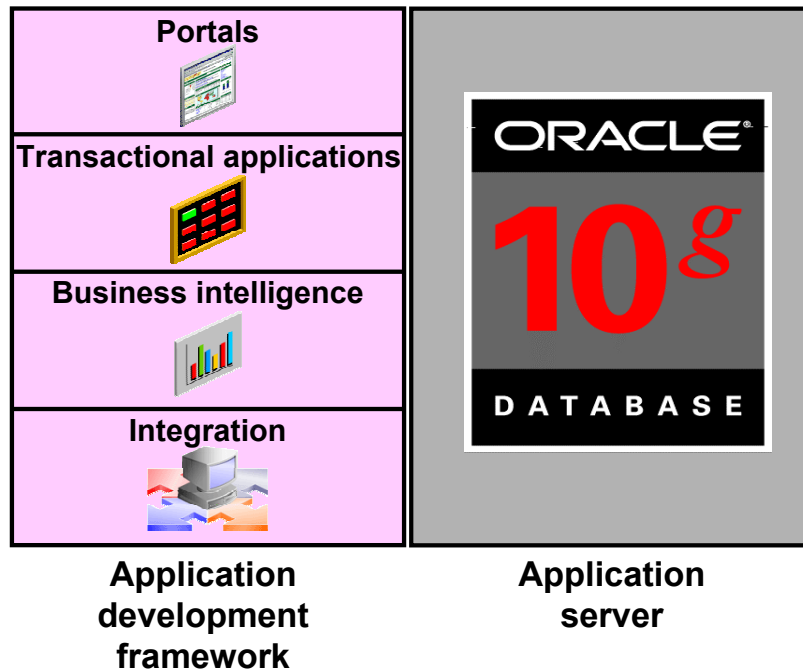 Portals
Transactional applications
Business intelligence
Integration
Application
development
framework
ORACLE®
10g
DATABASE
Application
server